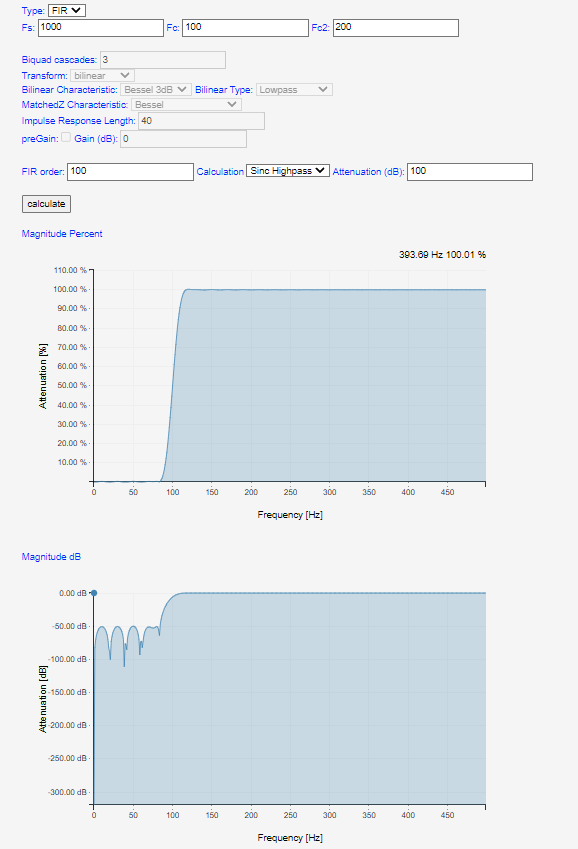 Type: FIR
Fs: 1000 Fc: 100 Fc2: 200
Biquad cascades: 3
Transform: bilinear
Bilinear Characteristic: Bessel 3dB Bilinear Type: Lowpass
MatchedZ Characteristic: Bessel
Impulse Response Length: 40
preGain: Gain (dB): 0
FIR order: 100 Calculation Sinc Highpass Attenuation (dB): 100
calculate
Magnitude Percent
393.69 Hz 100.01 %
110.00 %
100.00 %
90.00 %
80.00 %
70.00 %
60.00 %
50.00 %
40.00 %
30.00 %
20.00 %
10.00 %
Attenuation [%]
0 50 100 150 200 250 300 350 400 450
Frequency [Hz]
Magnitude dB
0.00 dB
-50.00 dB
-100.00 dB
-150.00 dB
-200.00 dB
-250.00 dB
-300.00 dB
Attenuation [dB]
0 50 100 150 200 250 300 350 400 450
Frequency [Hz]